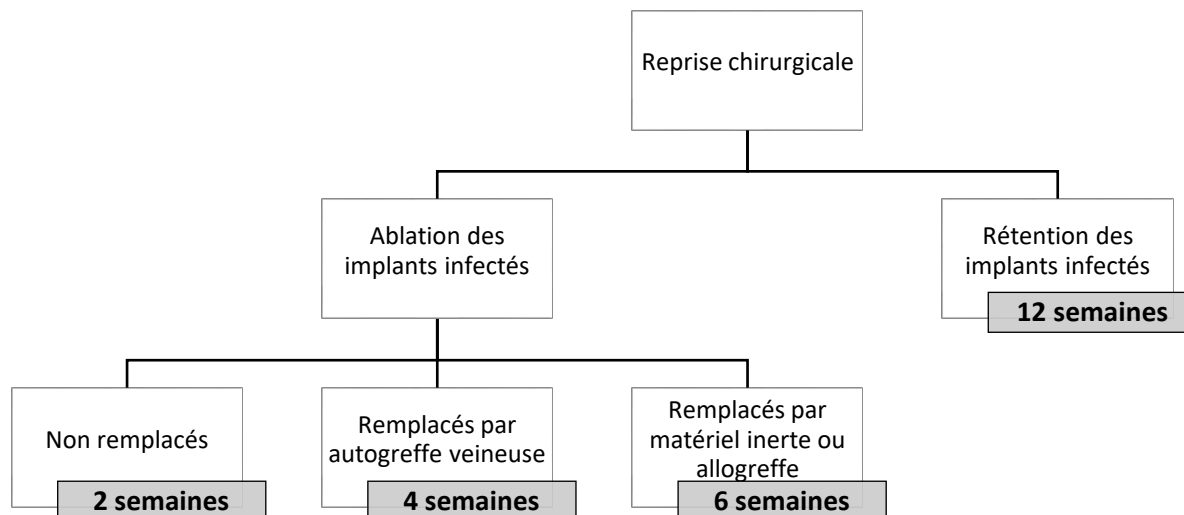 Reprise chirurgicale
Ablation des
implants infectés
Rétention des
implants infectés
12 semaines
Non remplacés
2 semaines
Remplacés par
autogreffe veineuse
4 semaines
Remplacés par
matériel inerte ou
allogreffe
6 semaines